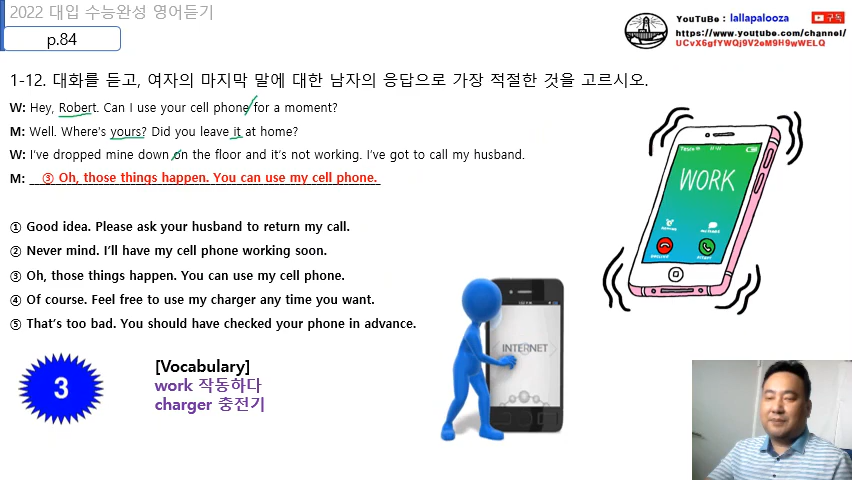 2022 대입 수능완성 영어듣기
p.84
YouTuBe : lallapalooza
구독
https://www.youtube.com/channel/
UCvX6gfYWQj9V2eM9H9wWELQ
1-12. 대화를 듣고, 여자의 마지막 말에 대한 남자의 응답으로 가장 적절한 것을 고르시오.
W: Hey, Robert. Can I use your cell phone for a moment?
M: Well. Where's yours? Did you leave it at home?
W: I've dropped mine down on the floor and it's not working. I've got to call my husband.
M: ③ Oh, those things happen. You can use my cell phone.
① Good idea. Please ask your husband to return my call.
② Never mind. I'll have my cell phone working soon.
③ Oh, those things happen. You can use my cell phone.
④ Of course. Feel free to use my charger any time you want.
⑤ That's too bad. You should have checked your phone in advance.
WORK
INTERNET
3
[Vocabulary]
work 작동하다
charger 충전기